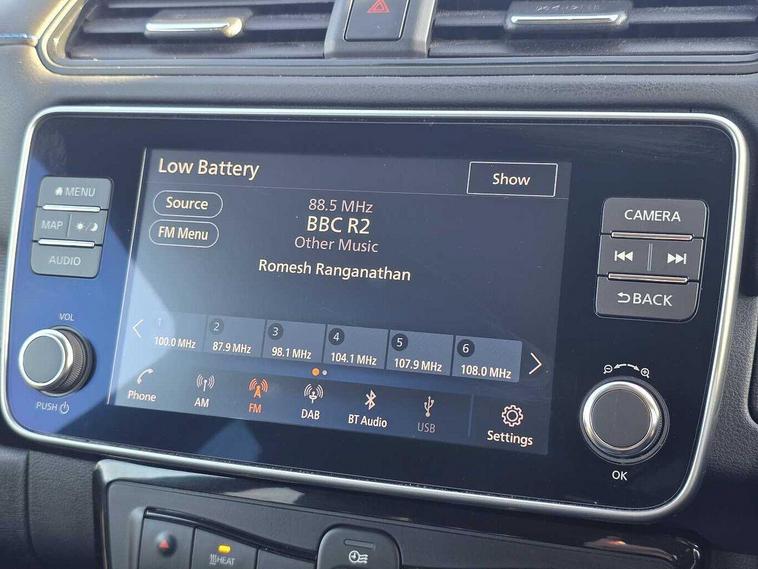 Low Battery
Show
Source
FM Menu
88.5 MHz
BBC R2
Other Music
Romesh Ranganathan
1
100.0 MHz
2
87.9 MHz
3
98.1 MHz
4
104.1 MHz
5
107.9 MHz
6
108.0 MHz
Phone
AM
FM
DAB
BT Audio
USB
Settings
MENU
MAP
AUDIO
VOL
PUSH
CAMERA
BACK
OK
HEAT